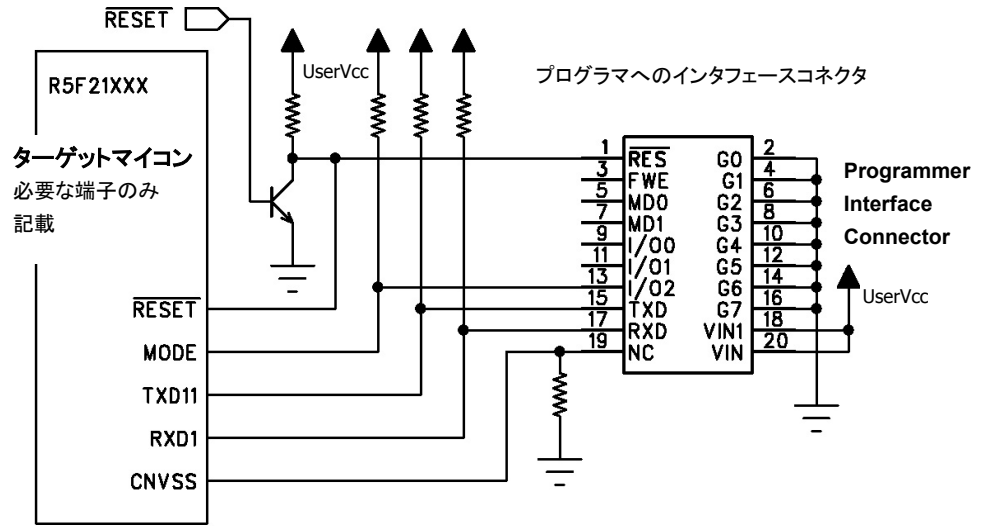 RESET
UserVcc
プログラマへのインタフェースコネクタ
R5F21XXX
ターゲットマイコン
必要な端子のみ
記載
RESET
MODE
TXD11
RXD1
CNVSS
1 RES G0 2
3 FWE G1 4
5 MD0 G2 6
7 MD1 G3 8
9 I/O0 G4 10
11 I/O1 G5 12
13 I/O2 G6 14
15 TXD G7 16
17 RXD VIN1 18
19 NC VIN 20
Programmer
Interface
Connector
UserVcc